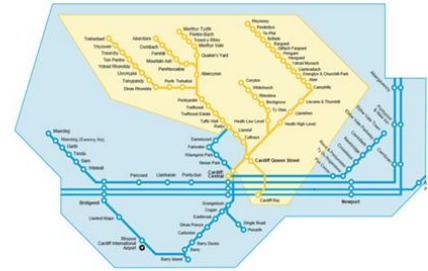 Rhymney
Pontlottyn
Brithdir
Bargoed
Gilfach Fargoed
Pengam
Hengoed
Ystrad Mynach
Llanbradach
Energlyn & Churchill Park
Aber
Caerphilly
Lisvane & Thornhill
Llanishen
Heath High Level
Merthyr Tydfil
Pentre-Bach
Troed-y-Rhiw
Merthyr Vale
Quaker's Yard
Abercynon
Aberdare
Cwmbach
Fernhill
Mountain Ash
Penrhiwceiber
Treherbert
Ynyswen
Treorchy
Ton Pentre
Ystrad Rhondda
Llwynypia
Tonypandy
Dinas Rhondda
Porth
Trehafod
Pontypridd
Trefforest
Trefforest Estate
Taffs Well
Radyr
Coryton
Whitchurch
Rhiwbina
Birchgrove
Ty Glas
Heath Low Level
Llandaf
Cathays
Danescourt
Fairwater
Waungron Park
Ninian Park
Cardiff Queen Street
Cardiff
Central
Cardiff Bay
Maesteg
Maesteg (Ewenny Rd)
Garth
Tondu
Sarn
Wildmill
Bridgend
Pencoed
Llanharan
Pontyclun
Llantwit Major
Rhoose
Cardiff International
Airport
Barry Island
Barry
Barry Docks
Cadoxton
Dinas Powys
Eastbrook
Cogan
Grangetown
Dingle Road
Penarth
Newport
Abergavenny